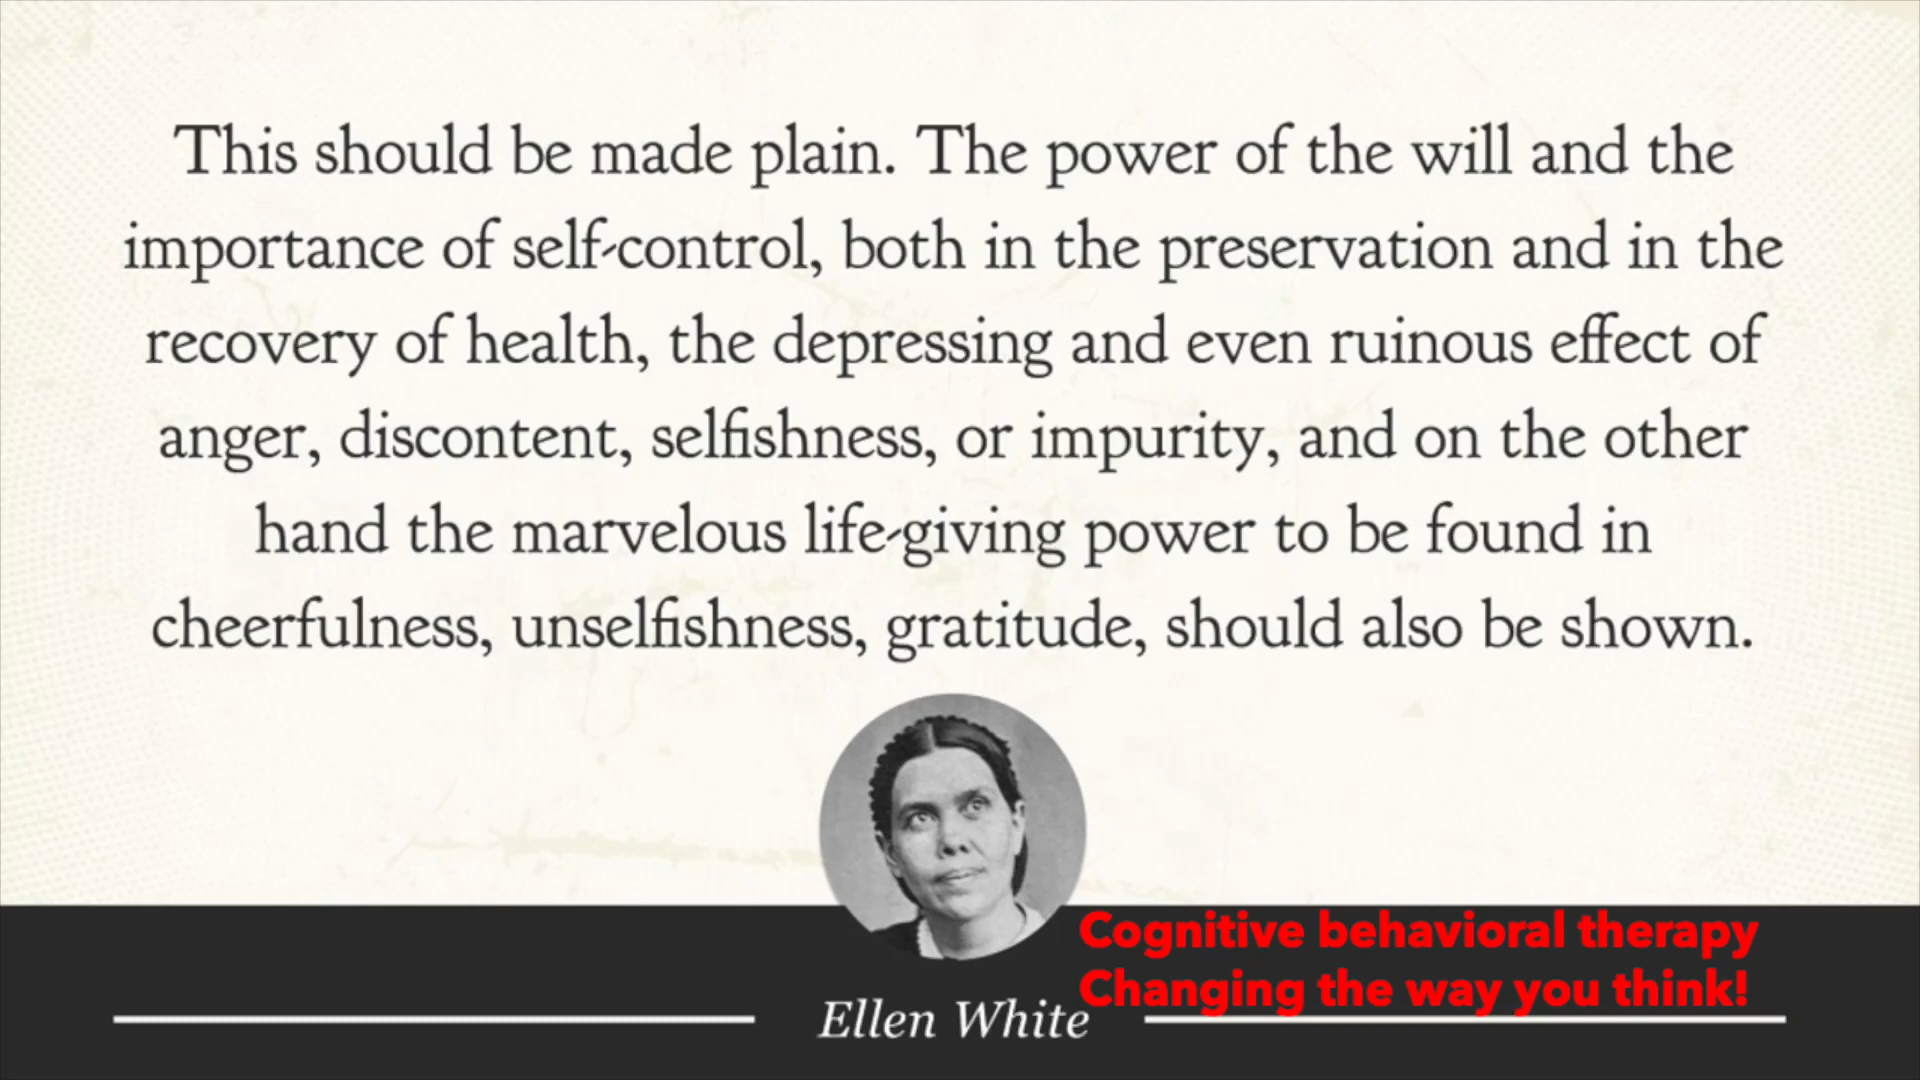 This should be made plain. The power of the will and the
importance of self-control, both in the preservation and in the
recovery of health, the depressing and even ruinous effect of
anger, discontent, selfishness, or impurity, and on the other
hand the marvelous life-giving power to be found in
cheerfulness, unselfishness, gratitude, should also be shown.
Cognitive behavioral therapy
Changing the way you think!
Ellen White